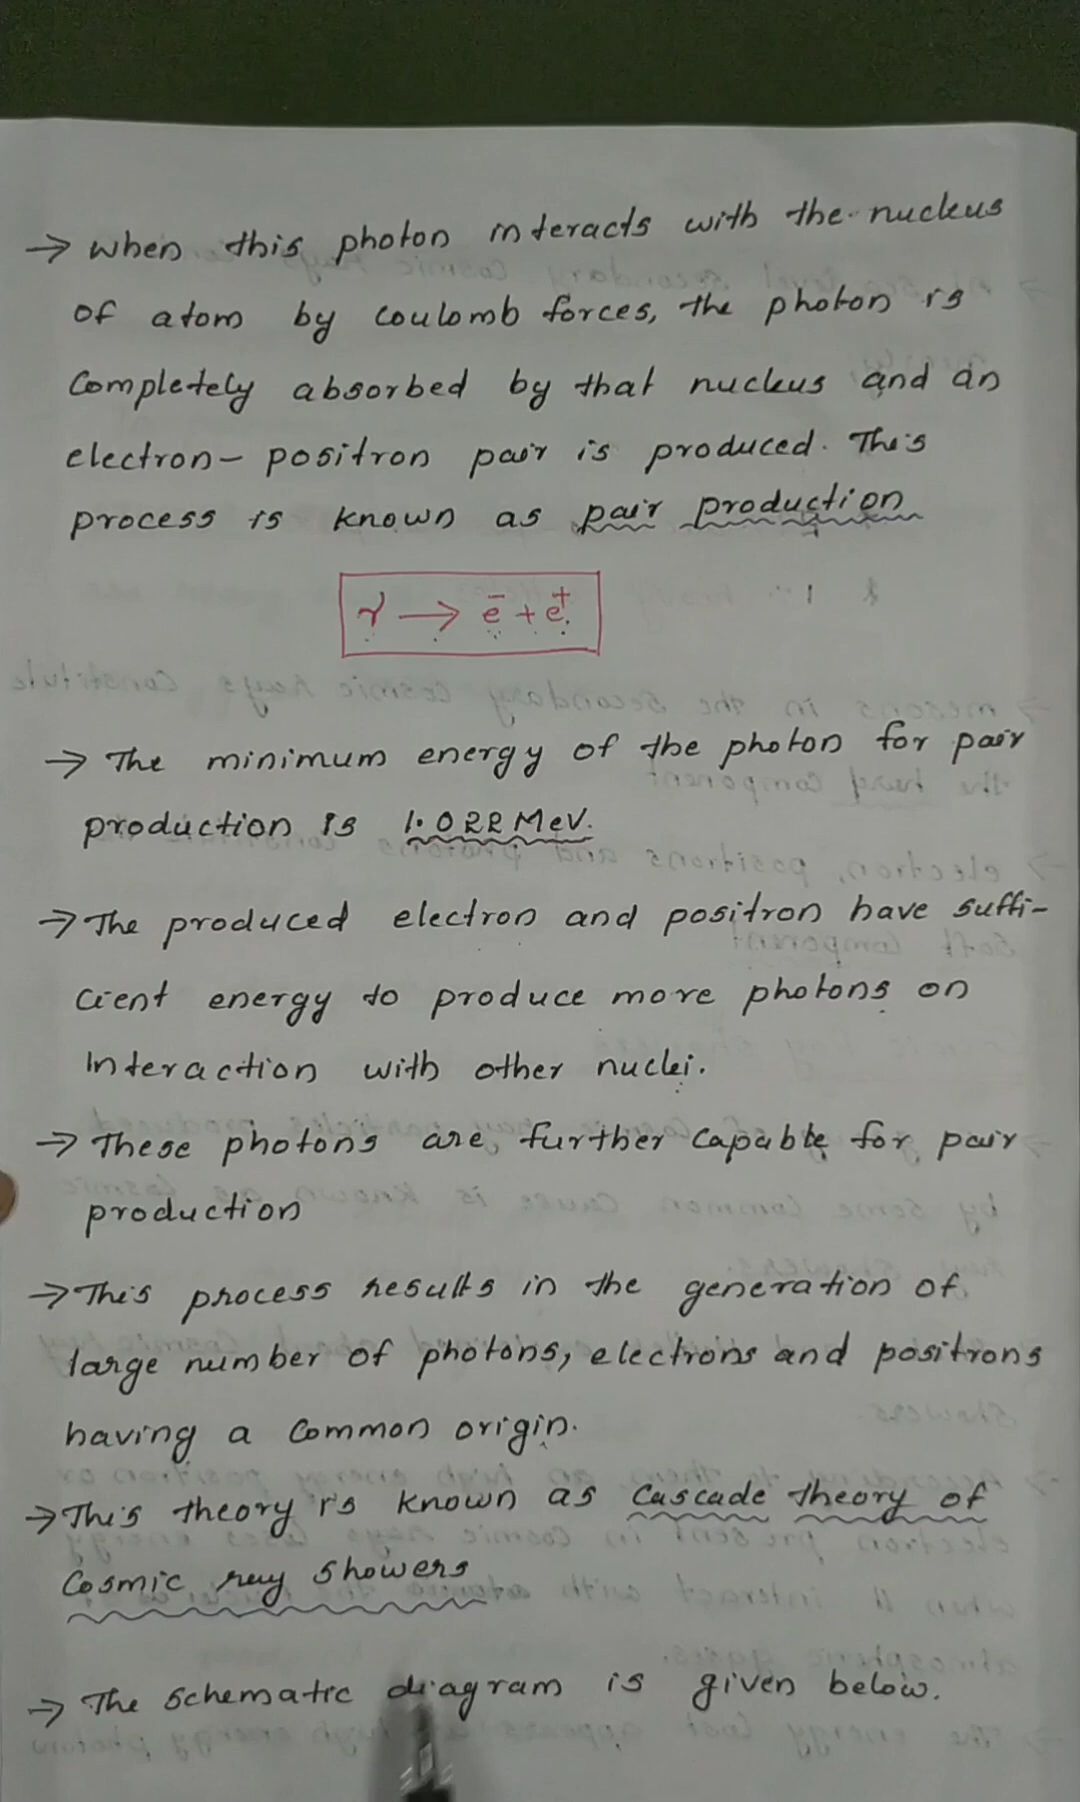 → When this photon interacts with the nucleus
of atom by coulomb forces, the photon is
Completely absorbed by that nucleus and an
electron- positron pair is produced. This
process is known as pair production
γ → e⁻ + e⁺
→ The minimum energy of the photon for pair
production is 1.022 MeV.
→ The produced electron and positron have suffi-
cient energy to produce more photons on
Interaction with other nuclei.
→ These photons are further capable for pair
production
→ This process results in the generation of
large number of photons, electrons and positrons
having a common origin.
→ This theory is known as Cascade theory of
Cosmic ray Showers
→ The schematic diagram is given below.